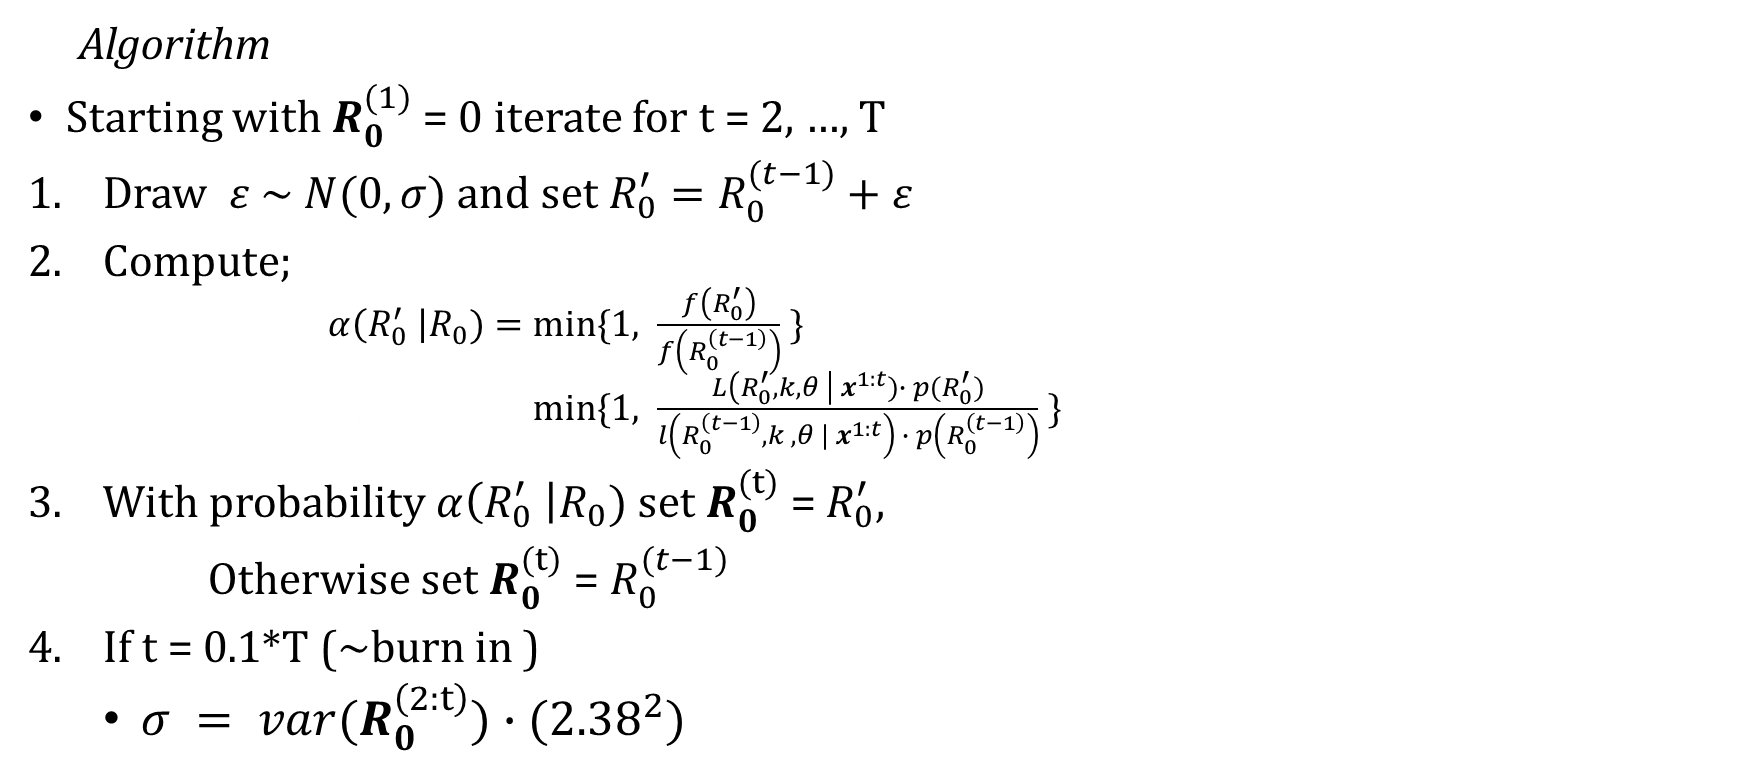 Algorithm
• Starting with R₀⁽¹⁾ = 0 iterate for t = 2, ..., T
1. Draw ε ~ N(0, σ) and set R₀′ = R₀⁽ᵗ⁻¹⁾ + ε
2. Compute;
α(R₀′ |R₀) = min{1, f(R₀′) / f(R₀⁽ᵗ⁻¹⁾) }
min{1, L(R₀′,k,θ | x¹:ᵗ)· p(R₀′) / l(R₀⁽ᵗ⁻¹⁾,k ,θ | x¹:ᵗ) · p(R₀⁽ᵗ⁻¹⁾) }
3. With probability α(R₀′ |R₀) set R₀⁽ᵗ⁾ = R₀′,
Otherwise set R₀⁽ᵗ⁾ = R₀⁽ᵗ⁻¹⁾
4. If t = 0.1*T (~burn in )
• σ = var(R₀⁽²:ᵗ⁾) · (2.38²)